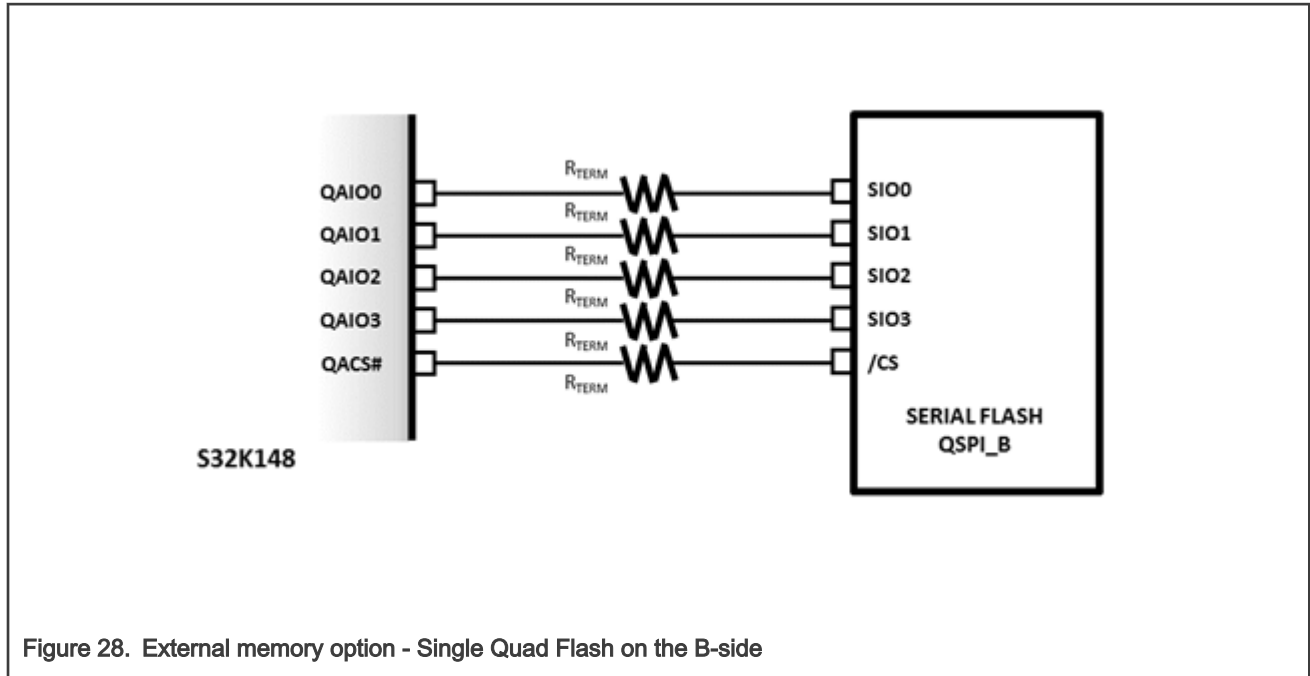 R_TERM
QAIO0 SIO0
R_TERM
QAIO1 SIO1
R_TERM
QAIO2 SIO2
R_TERM
QAIO3 SIO3
R_TERM
QACS# /CS
R_TERM
SERIAL FLASH
QSPI_B
S32K148
Figure 28. External memory option - Single Quad Flash on the B-side